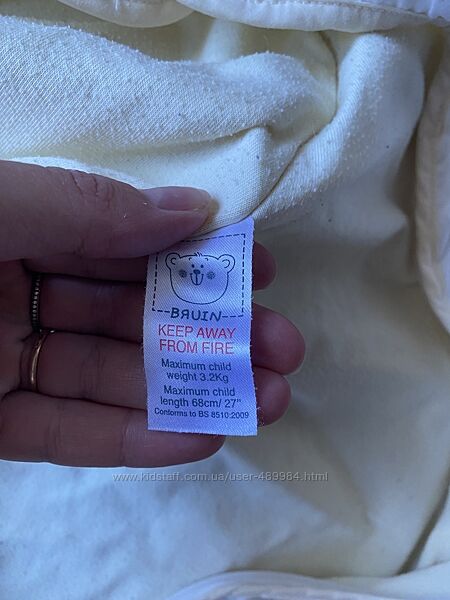 BЯUIN
KEEP AWAY
FROM FIRE
Maximum child
weight 3.2Kg
Maximum child
length 68cm/ 27"
Conforms to BS 8510:2009
www.kidstaff.com.ua/user-489984.html